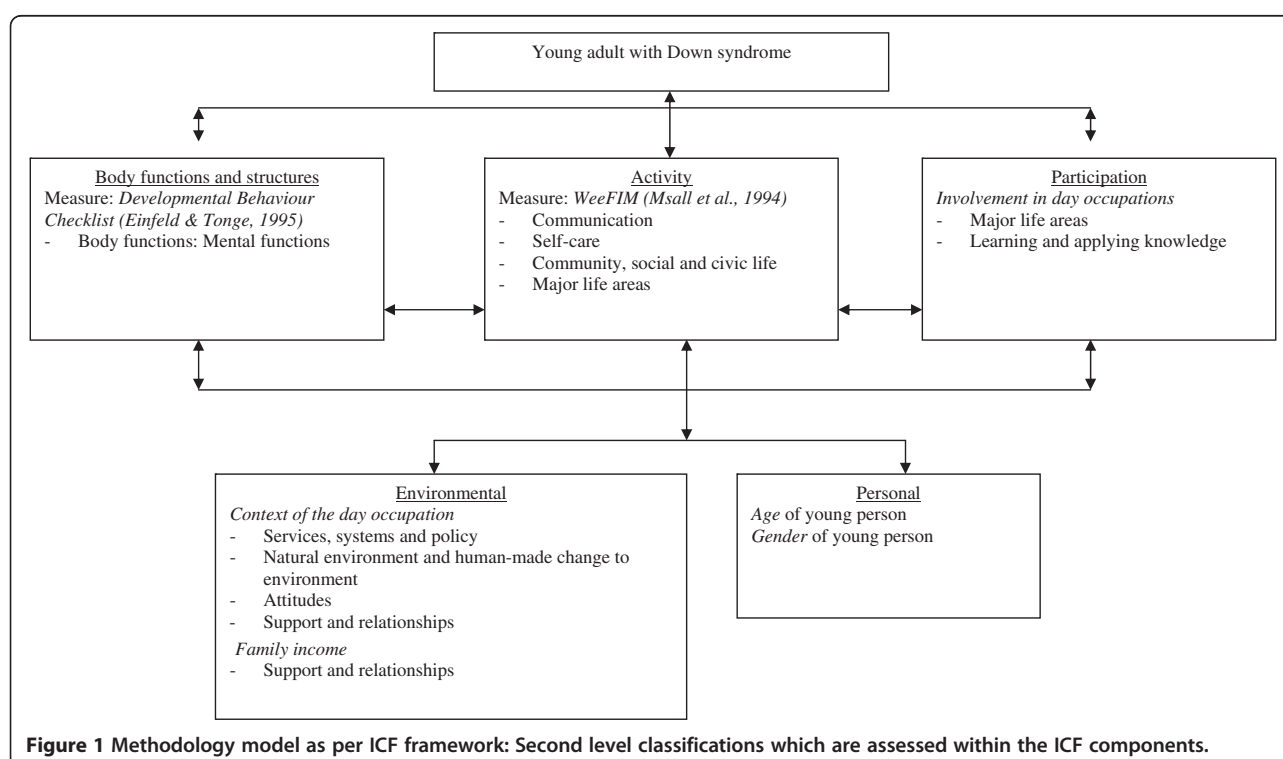 Young adult with Down syndrome
Body functions and structures
Measure: Developmental Behaviour
Checklist (Einfeld & Tonge, 1995)
- Body functions: Mental functions
Activity
Measure: WeeFIM (Msall et al., 1994)
- Communication
- Self-care
- Community, social and civic life
- Major life areas
Participation
Involvement in day occupations
- Major life areas
- Learning and applying knowledge
Environmental
Context of the day occupation
- Services, systems and policy
- Natural environment and human-made change to
environment
- Attitudes
- Support and relationships
Family income
- Support and relationships
Personal
Age of young person
Gender of young person
Figure 1 Methodology model as per ICF framework: Second level classifications which are assessed within the ICF components.